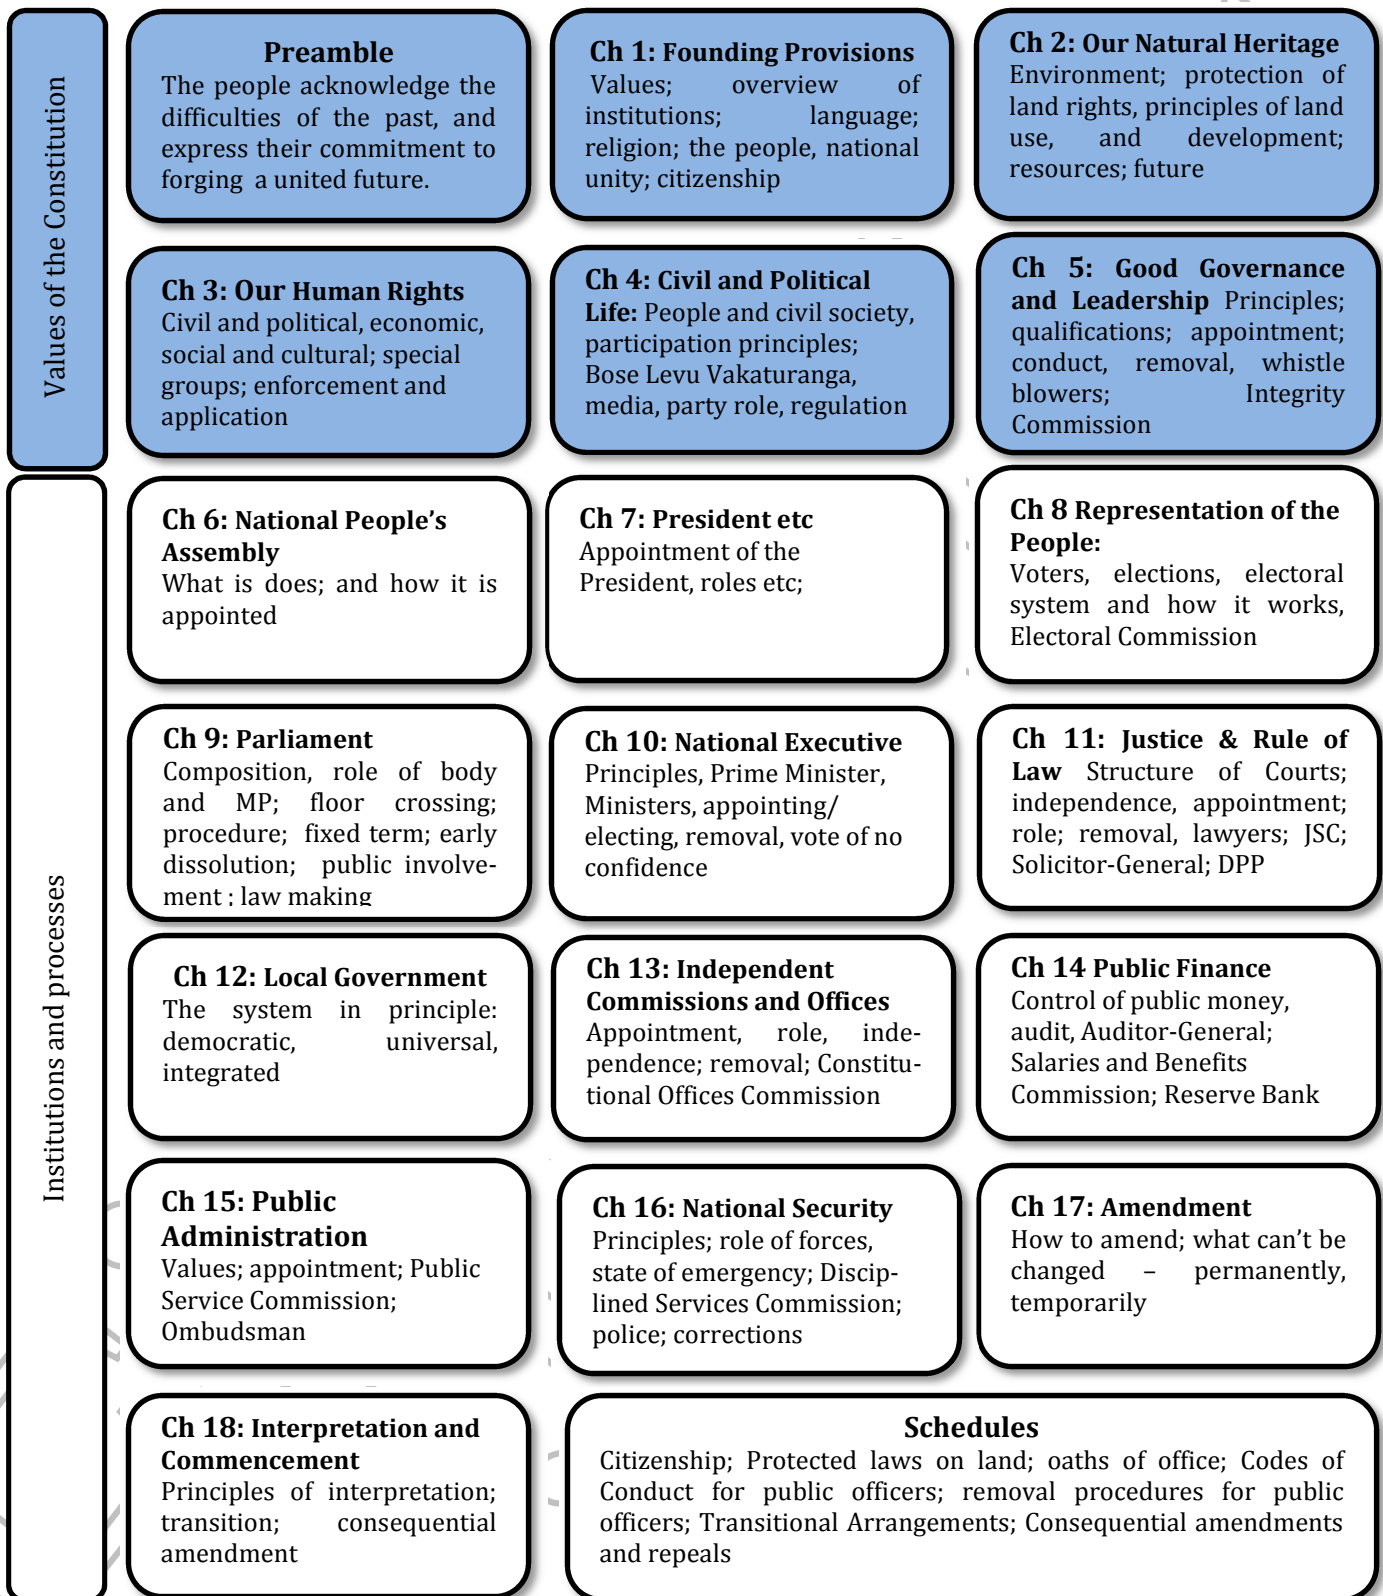 Values of the Constitution
Preamble
The people acknowledge the
difficulties of the past, and
express their commitment to
forging a united future.
Ch 1: Founding Provisions
Values; overview of
institutions; language;
religion; the people, national
unity; citizenship
Ch 2: Our Natural Heritage
Environment; protection of
land rights, principles of land
use, and development;
resources; future
Ch 3: Our Human Rights
Civil and political, economic,
social and cultural; special
groups; enforcement and
application
Ch 4: Civil and Political
Life: People and civil society,
participation principles;
Bose Levu Vakaturanga,
media, party role, regulation
Ch 5: Good Governance
and Leadership Principles;
qualifications; appointment;
conduct, removal, whistle
blowers; Integrity
Commission
Institutions and processes
Ch 6: National People's
Assembly
What is does; and how it is
appointed
Ch 7: President etc
Appointment of the
President, roles etc;
Ch 8 Representation of the
People:
Voters, elections, electoral
system and how it works,
Electoral Commission
Ch 9: Parliament
Composition, role of body
and MP; floor crossing;
procedure; fixed term; early
dissolution; public involve-
ment ; law making
Ch 10: National Executive
Principles, Prime Minister,
Ministers, appointing/
electing, removal, vote of no
confidence
Ch 11: Justice & Rule of
Law Structure of Courts;
independence, appointment;
role; removal, lawyers; JSC;
Solicitor-General; DPP
Ch 12: Local Government
The system in principle:
democratic, universal,
integrated
Ch 13: Independent
Commissions and Offices
Appointment, role, inde-
pendence; removal; Constitu-
tional Offices Commission
Ch 14 Public Finance
Control of public money,
audit, Auditor-General;
Salaries and Benefits
Commission; Reserve Bank
Ch 15: Public
Administration
Values; appointment; Public
Service Commission;
Ombudsman
Ch 16: National Security
Principles; role of forces,
state of emergency; Discip-
lined Services Commission;
police; corrections
Ch 17: Amendment
How to amend; what can't be
changed – permanently,
temporarily
Ch 18: Interpretation and
Commencement
Principles of interpretation;
transition; consequential
amendment
Schedules
Citizenship; Protected laws on land; oaths of office; Codes of
Conduct for public officers; removal procedures for public
officers; Transitional Arrangements; Consequential amendments
and repeals